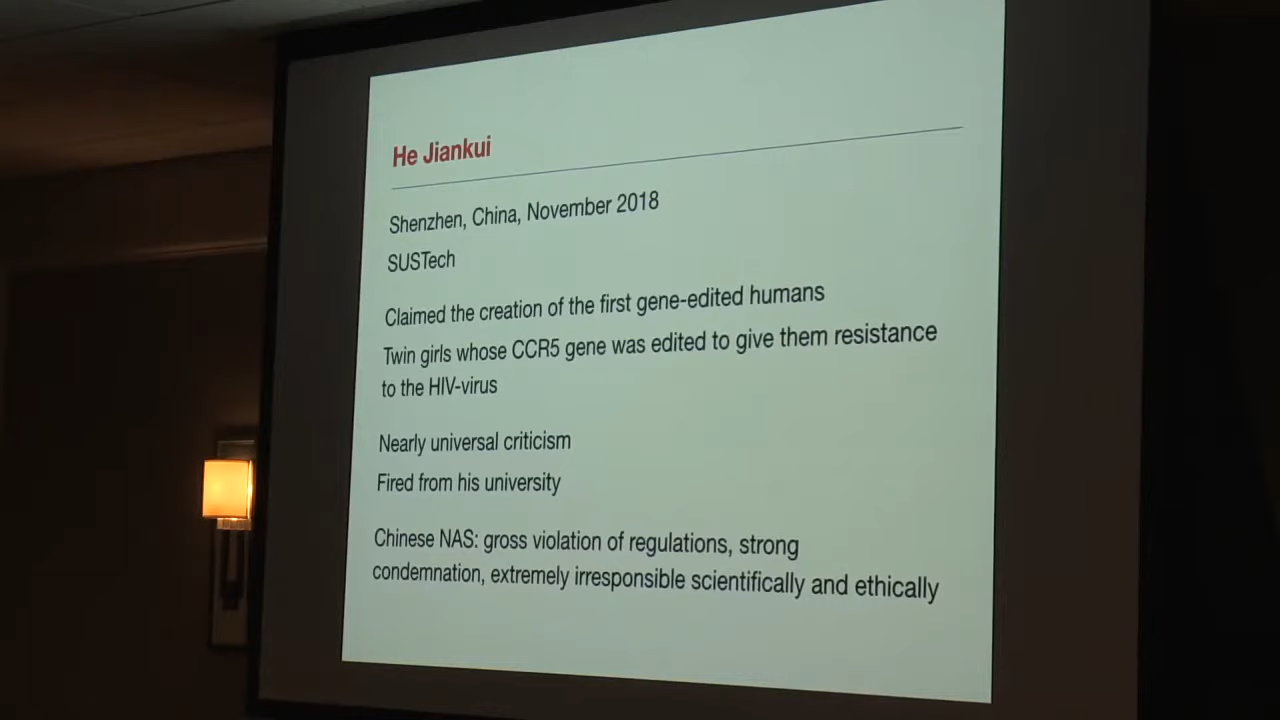 He Jiankui
Shenzhen, China, November 2018
SUSTech
Claimed the creation of the first gene-edited humans
Twin girls whose CCR5 gene was edited to give them resistance
to the HIV-virus
Nearly universal criticism
Fired from his university
Chinese NAS: gross violation of regulations, strong
condemnation, extremely irresponsible scientifically and ethically